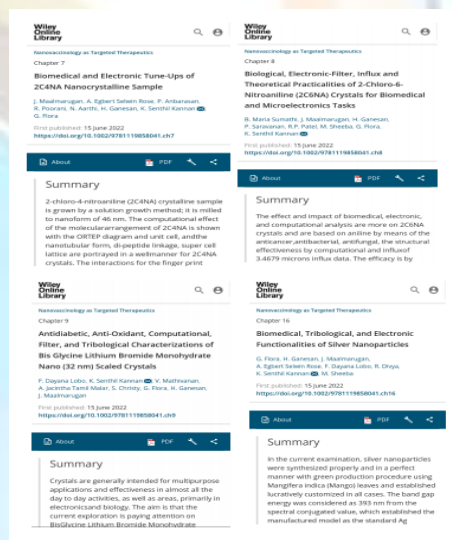 Wiley
Online
Library
Nanovaccinology as Targeted Therapeutics
Chapter 7
Biomedical and Electronic Tune-Ups of
2C4NA Nanocrystalline Sample
J. Maalmarugan, A. Egbert Selwin Rose, P. Anbarasan,
R. Poorani, N. Aarthi, H. Ganesan, K. Senthil Kannan
G. Flora
First published: 15 June 2022
https://doi.org/10.1002/9781119858041.ch7
About
PDF
Summary
2-chloro-4-nitroaniline (2C4NA) crystalline sample
is grown by a solution growth method; it is milled
to nanoform of 46 nm. The computational effect
of the moleculararrangement of 2C4NA is shown
with the ORTEP diagram and unit cell, and the
nanotubular form, di-peptide linkage, super cell
lattice are portrayed in a wellmanner for 2C4NA
crystals. The interactions for the finger print
Wiley
Online
Library
Nanovaccinology as Targeted Therapeutics
Chapter 8
Biological, Electronic-Filter, Influx and
Theoretical Practicalities of 2-Chloro-6-
Nitroaniline (2C6NA) Crystals for Biomedical
and Microelectronics Tasks
B. Maria Sumathi, J. Maalmarugan, H. Ganesan,
P. Saravanan, R.P. Patel, M. Sheeba, G. Flora,
K. Senthil Kannan
First published: 15 June 2022
https://doi.org/10.1002/9781119858041.ch8
About
PDF
Summary
The effect and impact of biomedical, electronic,
and computational analysis are more on 2C6NA
crystals and are based on aniline by means of the
anticancer,antibacterial, antifungal, the structural
effectiveness by computational and influxof
3.4679 microns influx data. The efficacy is by
Wiley
Online
Library
Nanovaccinology as Targeted Therapeutics
Chapter 9
Antidiabetic, Anti-Oxidant, Computational,
Filter, and Tribological Characterizations of
Bis Glycine Lithium Bromide Monohydrate
Nano (32 nm) Scaled Crystals
F. Dayana Lobo, K. Senthil Kannan, V. Mathivanan,
A. Jacintha Tamil Malar, S. Christy, G. Flora, H. Ganesan,
J. Maalmarugan
First published: 15 June 2022
https://doi.org/10.1002/9781119858041.ch9
About
PDF
Summary
Crystals are generally intended for multipurpose
applications and effectiveness in almost all the
day to day activities, as well as areas, primarily in
electronicsand biology. The aim is that the
current exploration is paying attention on
BisGlycine Lithium Bromide Monohydrate
Wiley
Online
Library
Nanovaccinology as Targeted Therapeutics
Chapter 16
Biomedical, Tribological, and Electronic
Functionalities of Silver Nanoparticles
G. Flora, H. Ganesan, J. Maalmarugan,
A. Egbert Selwin Rose, F. Dayana Lobo, R. Divya,
K. Senthil Kannan, M. Sheeba
First published: 15 June 2022
https://doi.org/10.1002/9781119858041.ch16
About
PDF
Summary
In the current examination, silver nanoparticles
were synthesized properly and in a perfect
manner with green production procedure using
Mangifera indica (Mango) leaves and established
lucratively customized in all cases. The band gap
energy was considered as 393 nm from the
special conjugated value, which established the
manufactured model as the standard Ag